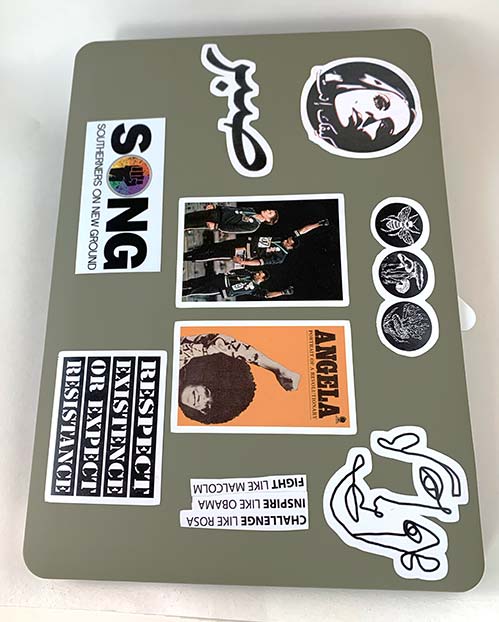 صبر
SONG
SOUTHERNERS ON NEW GROUND
ANGELA
PORTRAIT OF A REVOLUTIONARY
RESPECT
EXISTENCE
OR EXPECT
RESISTANCE
CHALLENGE LIKE ROSA
INSPIRE LIKE OBAMA
FIGHT LIKE MALCOLM